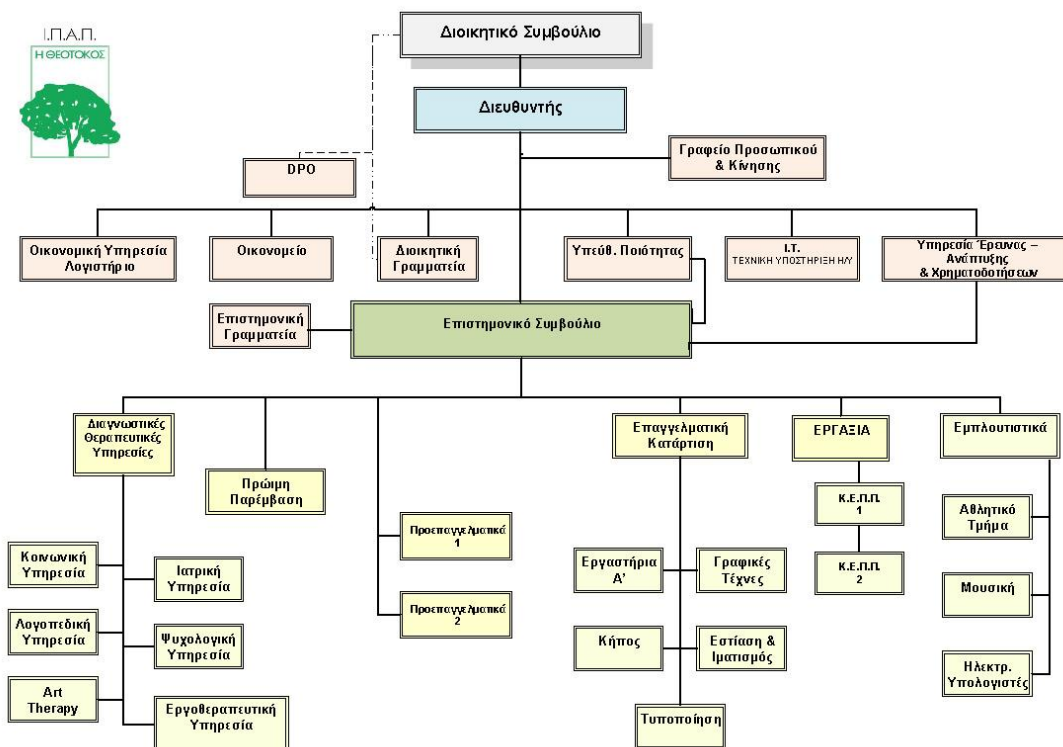 Ι.Π.Α.Π.
Η ΘΕΟΤΟΚΟΣ
Διοικητικό Συμβούλιο
Διευθυντής
Γραφείο Προσωπικού
& Κίνησης
DPO
Οικονομική Υπηρεσία
Λογιστήριο
Οικονομείο
Διοικητική
Γραμματεία
Υπεύθ. Ποιότητας
Ι.Τ.
ΤΕΧΝΙΚΗ ΥΠΟΣΤΗΡΙΞΗ Η/Υ
Υπηρεσία Έρευνας –
Ανάπτυξης
& Χρηματοδοτήσεων
Επιστημονική
Γραμματεία
Επιστημονικό Συμβούλιο
Διαγνωστικές
Θεραπευτικές
Υπηρεσίες
Πρώιμη
Παρέμβαση
Επαγγελματική
Κατάρτιση
ΕΡΓΑΞΙΑ
Εμπλουτιστικά
Κ.Ε.Π.Π.
1
Αθλητικό
Τμήμα
Προεπαγγελματικά
1
Κοινωνική
Υπηρεσία
Ιατρική
Υπηρεσία
Εργαστήρια
Α’
Γραφικές
Τέχνες
Κ.Ε.Π.Π.
2
Μουσική
Λογοπεδική
Υπηρεσία
Ψυχολογική
Υπηρεσία
Προεπαγγελματικά
2
Κήπος
Εστίαση &
Ιματισμός
Ηλεκτρ.
Υπολογιστές
Art
Therapy
Εργοθεραπευτική
Υπηρεσία
Τυποποίηση